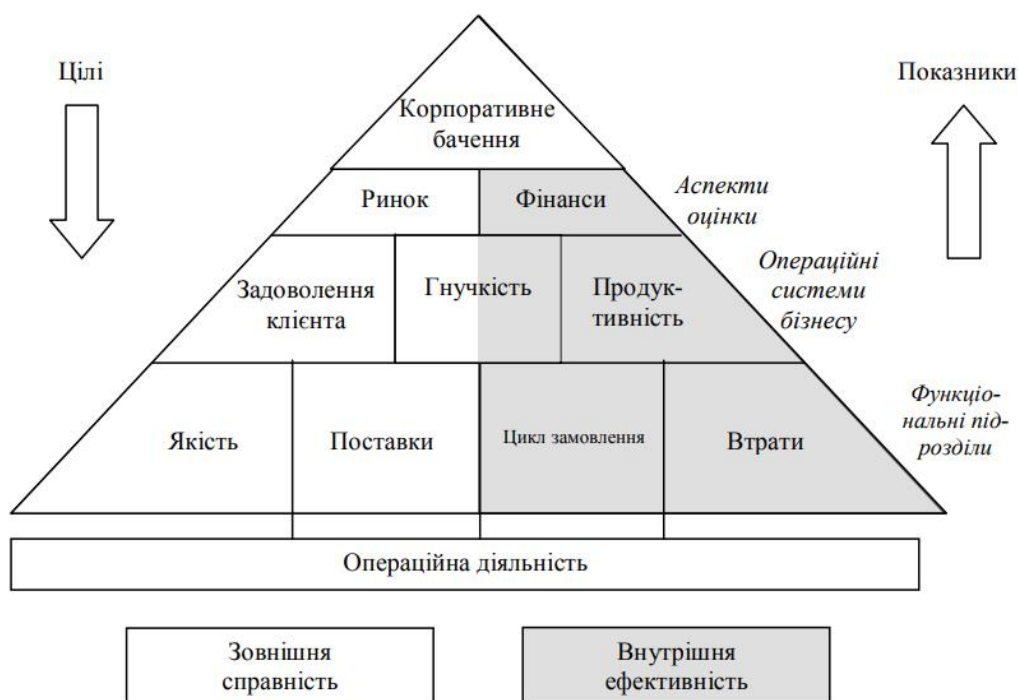 Цілі
Показники
Корпоративне
бачення
Ринок
Фінанси
Аспекти
оцінки
Задоволення
клієнта
Гнучкість
Продук-
тивність
Операційні
системи
бізнесу
Якість
Поставки
Цикл замовлення
Втрати
Функціо-
нальні під-
розділи
Операційна діяльність
Зовнішня
справність
Внутрішня
ефективність